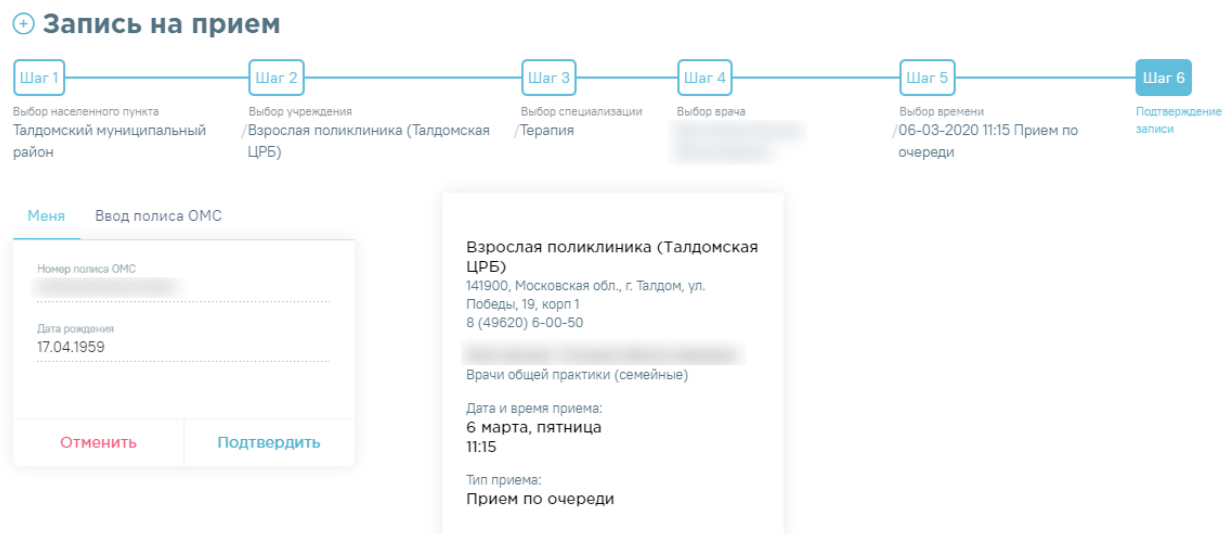 Запись на прием
Шаг 1
Шаг 2
Шаг 3
Шаг 4
Шаг 5
Шаг 6
Выбор населенного пункта
Талдомский муниципальный
район
Выбор учреждения
/Взрослая поликлиника (Талдомская
ЦРБ)
Выбор специализации
/Терапия
Выбор врача
Выбор времени
/06-03-2020 11:15 Прием по
очереди
Подтверждение
записи
Меня
Ввод полиса ОМС
Номер полиса ОМС
Дата рождения
17.04.1959
Отменить
Подтвердить
Взрослая поликлиника (Талдомская
ЦРБ)
141900, Московская обл., г. Талдом, ул.
Победы, 19, корп 1
8 (49620) 6-00-50
Врачи общей практики (семейные)
Дата и время приема:
6 марта, пятница
11:15
Тип приема:
Прием по очереди